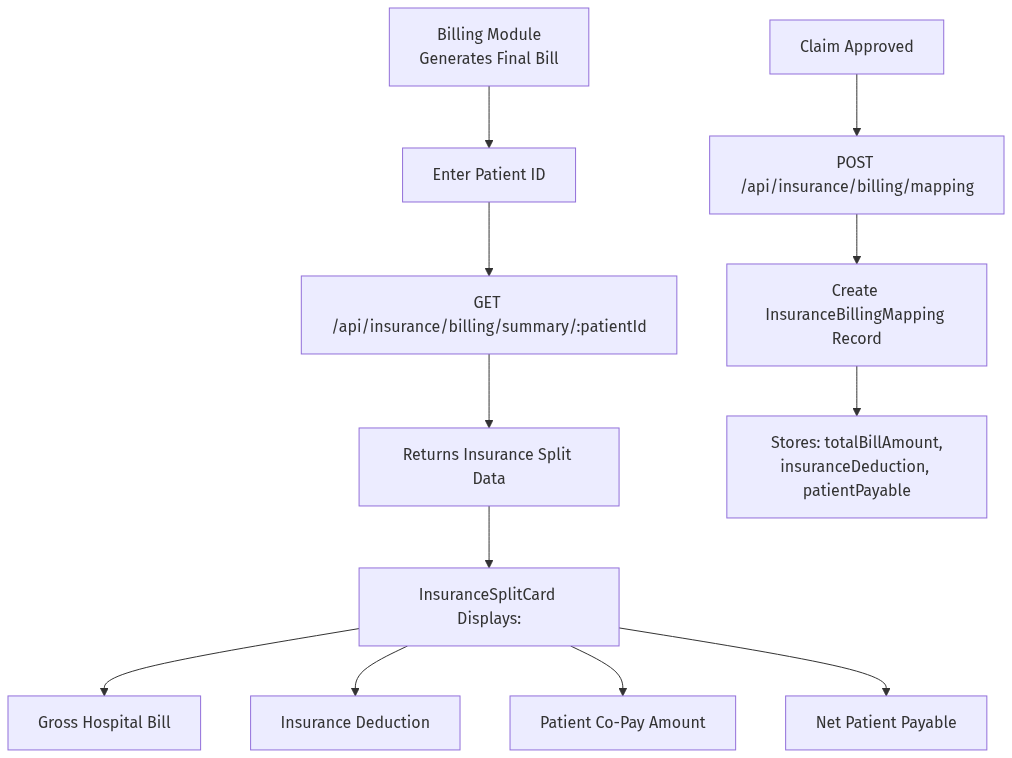 Billing Module
Generates Final Bill
Enter Patient ID
GET
/api/insurance/billing/summary/:patientId
Returns Insurance Split
Data
InsuranceSplitCard
Displays:
Gross Hospital Bill
Insurance Deduction
Patient Co-Pay Amount
Net Patient Payable
Claim Approved
POST
/api/insurance/billing/mapping
Create
InsuranceBillingMapping
Record
Stores: totalBillAmount,
insuranceDeduction,
patientPayable